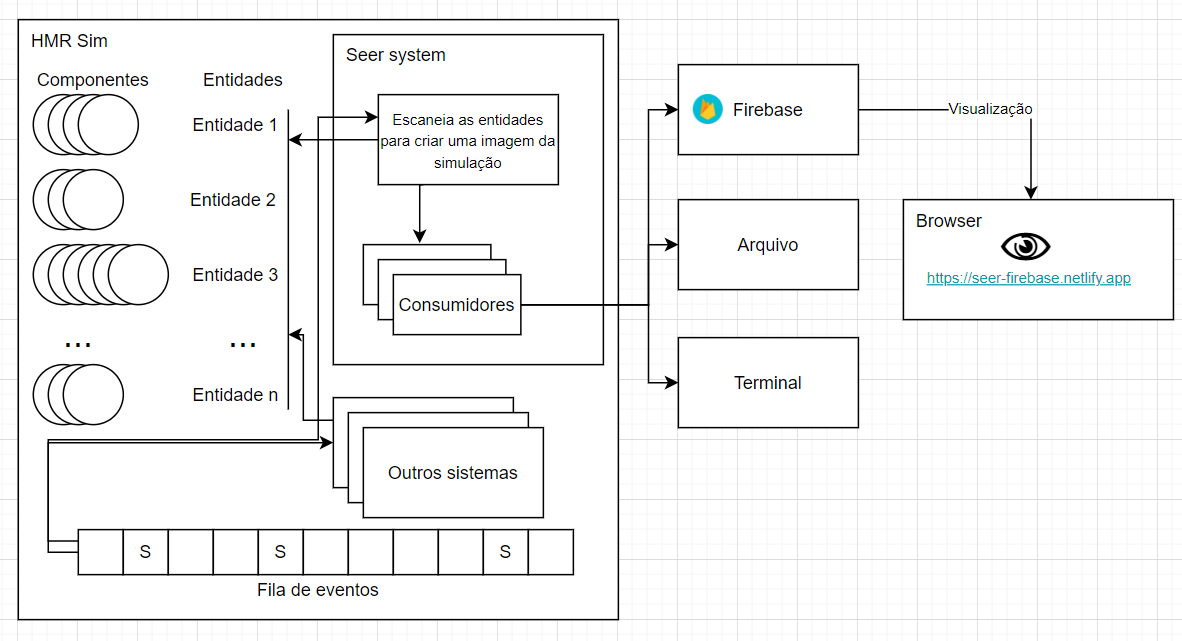 HMR Sim
Componentes
Entidades
Entidade 1
Entidade 2
Entidade 3
...
...
Entidade n
Seer system
Escaneia as entidades
para criar uma imagem da
simulação
Consumidores
Outros sistemas
S
S
S
Fila de eventos
Firebase
Arquivo
Terminal
Visualização
Browser
https://seer-firebase.netlify.app